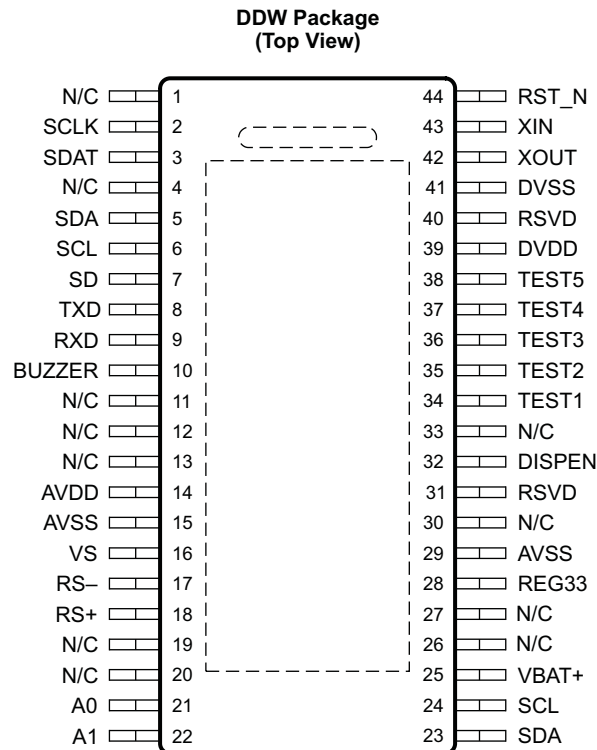 DDW Package
(Top View)
N/C 1 44 RST_N
SCLK 2 43 XIN
SDAT 3 42 XOUT
N/C 4 41 DVSS
SDA 5 40 RSVD
SCL 6 39 DVDD
SD 7 38 TEST5
TXD 8 37 TEST4
RXD 9 36 TEST3
BUZZER 10 35 TEST2
N/C 11 34 TEST1
N/C 12 33 N/C
N/C 13 32 DISPEN
AVDD 14 31 RSVD
AVSS 15 30 N/C
VS 16 29 AVSS
RS– 17 28 REG33
RS+ 18 27 N/C
N/C 19 26 N/C
N/C 20 25 VBAT+
A0 21 24 SCL
A1 22 23 SDA